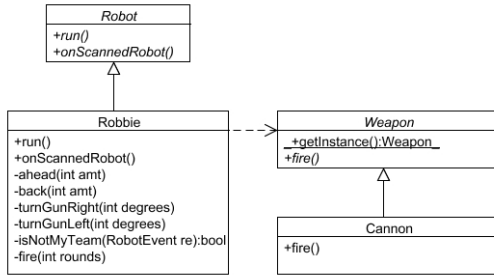 Robot
+run()
+onScannedRobot()
Robbie
+run()
+onScannedRobot()
-ahead(int amt)
-back(int amt)
-turnGunRight(int degrees)
-turnGunLeft(int degrees)
-isNotMyTeam(RobotEvent re):bool
-fire(int rounds)
Weapon
_+getInstance():Weapon_
+fire()
Cannon
+fire()